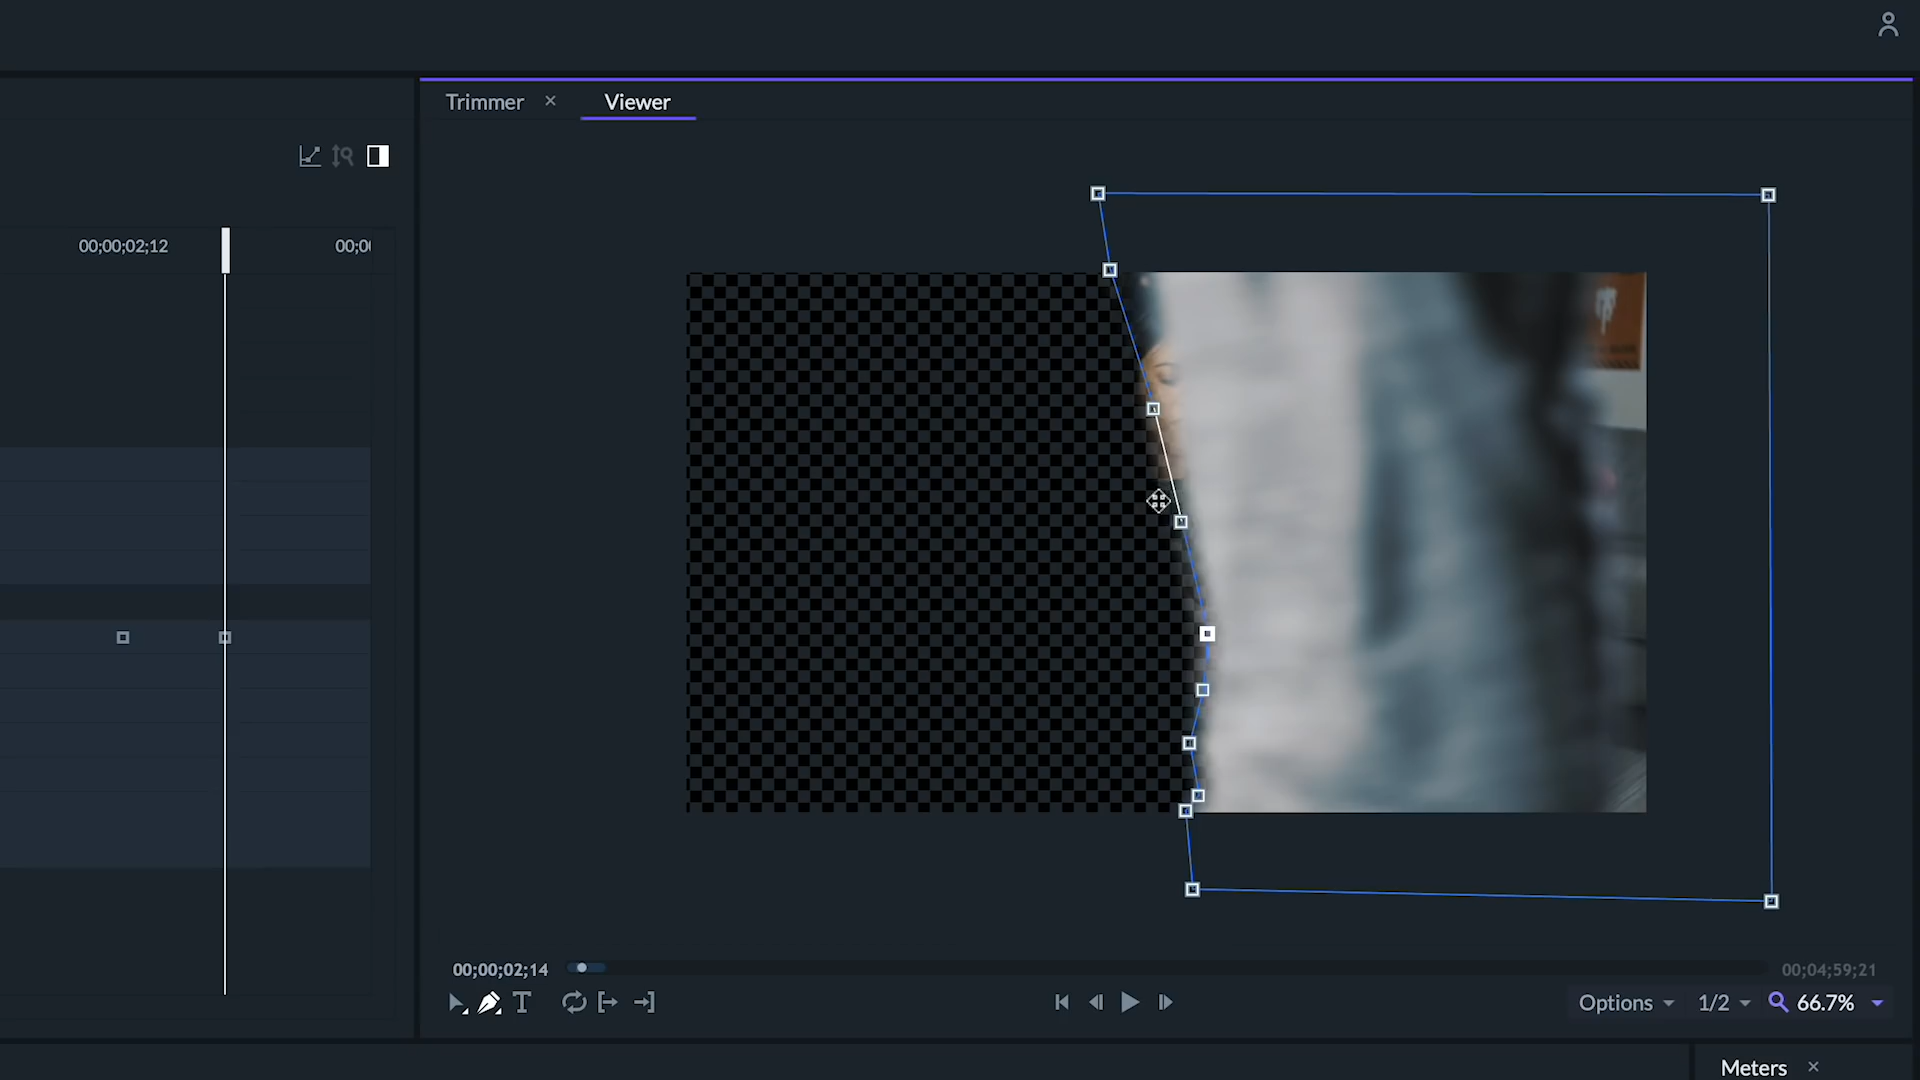 Trimmer × Viewer
00;00;02;12
00;0
00;00;02;14
00;04;59;21
T
Options 1/2 66.7%
Meters ×